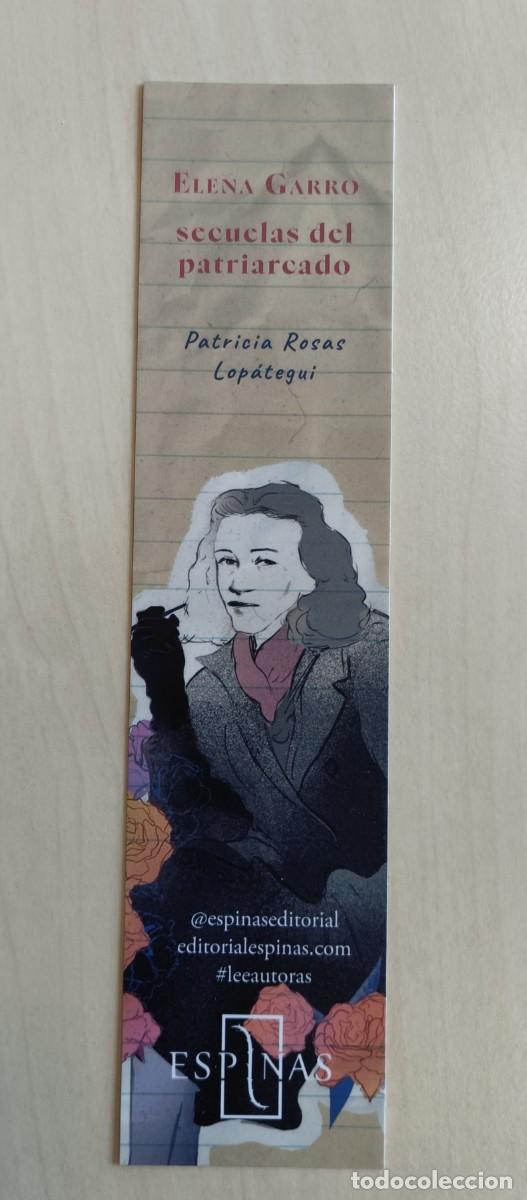 ELENA GARRO
secuelas del
patriarcado
Patricia Rosas
Lopátegui
@espinaseditorial
editorialespinas.com
#leeautoras
ESPINAS
todocoleccion